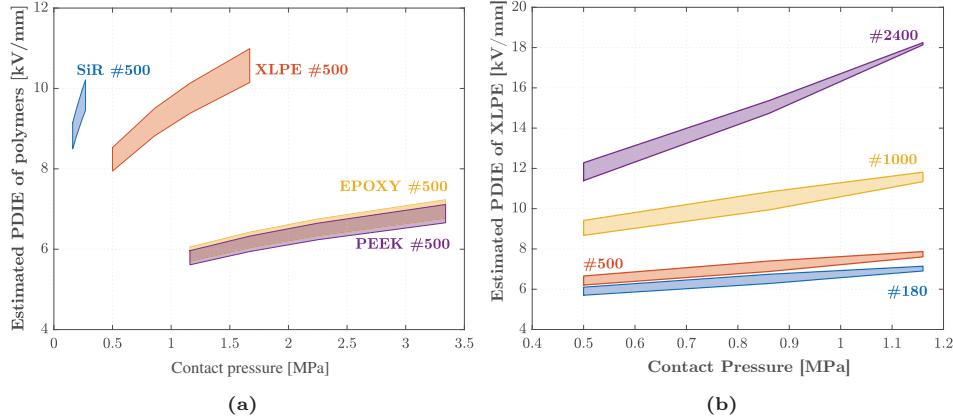 Estimated PDIE of polymers [kV/mm]
12
10
8
6
4
SiR #500
XLPE #500
EPOXY #500
PEEK #500
0 0.5 1 1.5 2 2.5 3 3.5
Contact pressure [MPa]
(a)
Estimated PDIE of XLPE [kV/mm]
20
18
16
14
12
10
8
6
4
#2400
#1000
#500
#180
0.4 0.5 0.6 0.7 0.8 0.9 1 1.1 1.2
Contact Pressure [MPa]
(b)